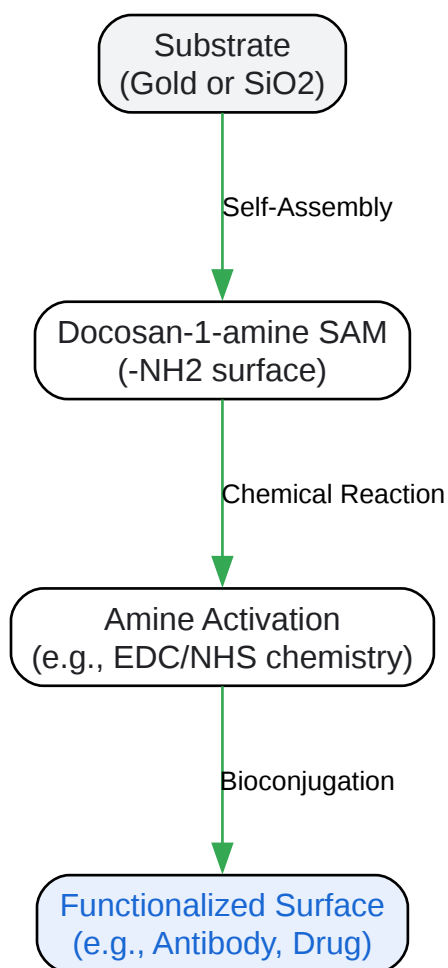 Substrate
(Gold or SiO2)
Self-Assembly
Docosan-1-amine SAM
(-NH2 surface)
Chemical Reaction
Amine Activation
(e.g., EDC/NHS chemistry)
Bioconjugation
Functionalized Surface
(e.g., Antibody, Drug)